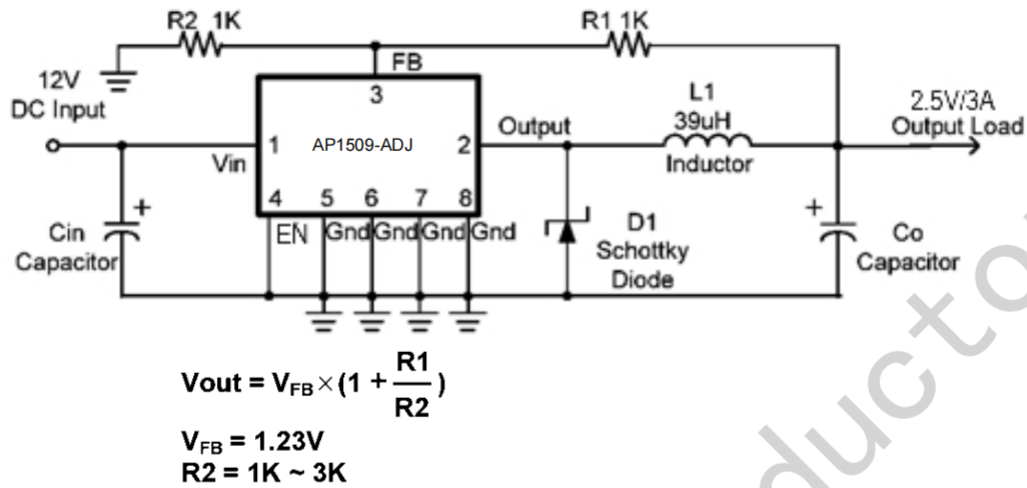 R2 1K
R1 1K
FB
3
12V
DC Input
L1
39uH
Inductor
2.5V/3A
Output Load
Output
1
AP1509-ADJ
2
Vin
4
5
6
7
8
EN
Gnd
Gnd
Gnd
Gnd
+
Cin
Capacitor
D1
Schottky
Diode
+
Co
Capacitor
Vout = VFB×(1 + R1/R2)
VFB = 1.23V
R2 = 1K ~ 3K